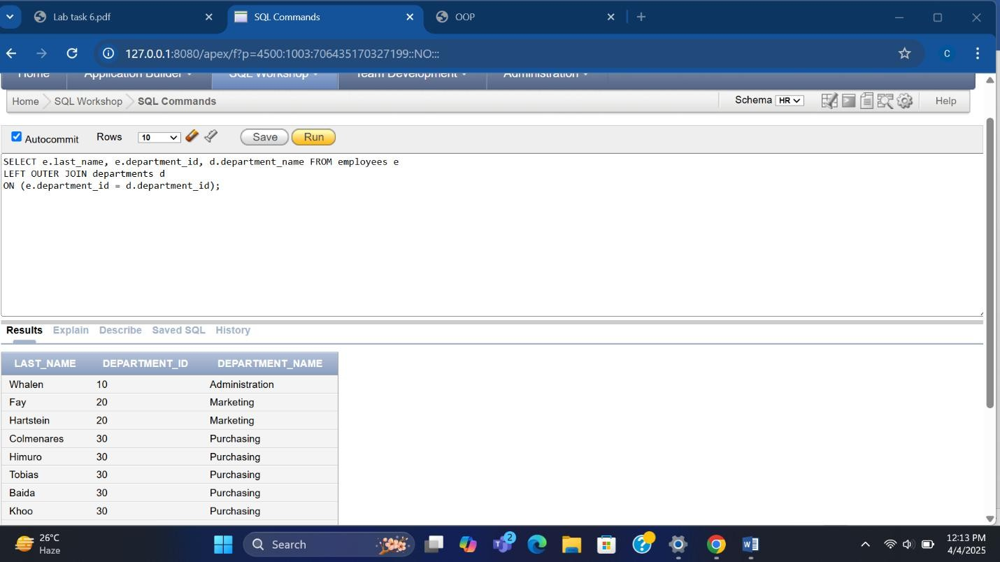 Lab task 6.pdf
SQL Commands
OOP
127.0.0.1:8080/apex/f?p=4500:1003:706435170327199::NO:::
C
Home Application Builder SQL Workshop Team Development Administration
Home SQL Workshop SQL Commands
Schema HR
Help
Autocommit Rows 10 Save Run
SELECT e.last_name, e.department_id, d.department_name FROM employees e
LEFT OUTER JOIN departments d
ON (e.department_id = d.department_id);
Results Explain Describe Saved SQL History
LAST_NAME DEPARTMENT_ID DEPARTMENT_NAME
Whalen 10 Administration
Fay 20 Marketing
Hartstein 20 Marketing
Colmenares 30 Purchasing
Himuro 30 Purchasing
Tobias 30 Purchasing
Baida 30 Purchasing
Khoo 30 Purchasing
26°C
Haze
Search
2
12:13 PM
4/4/2025